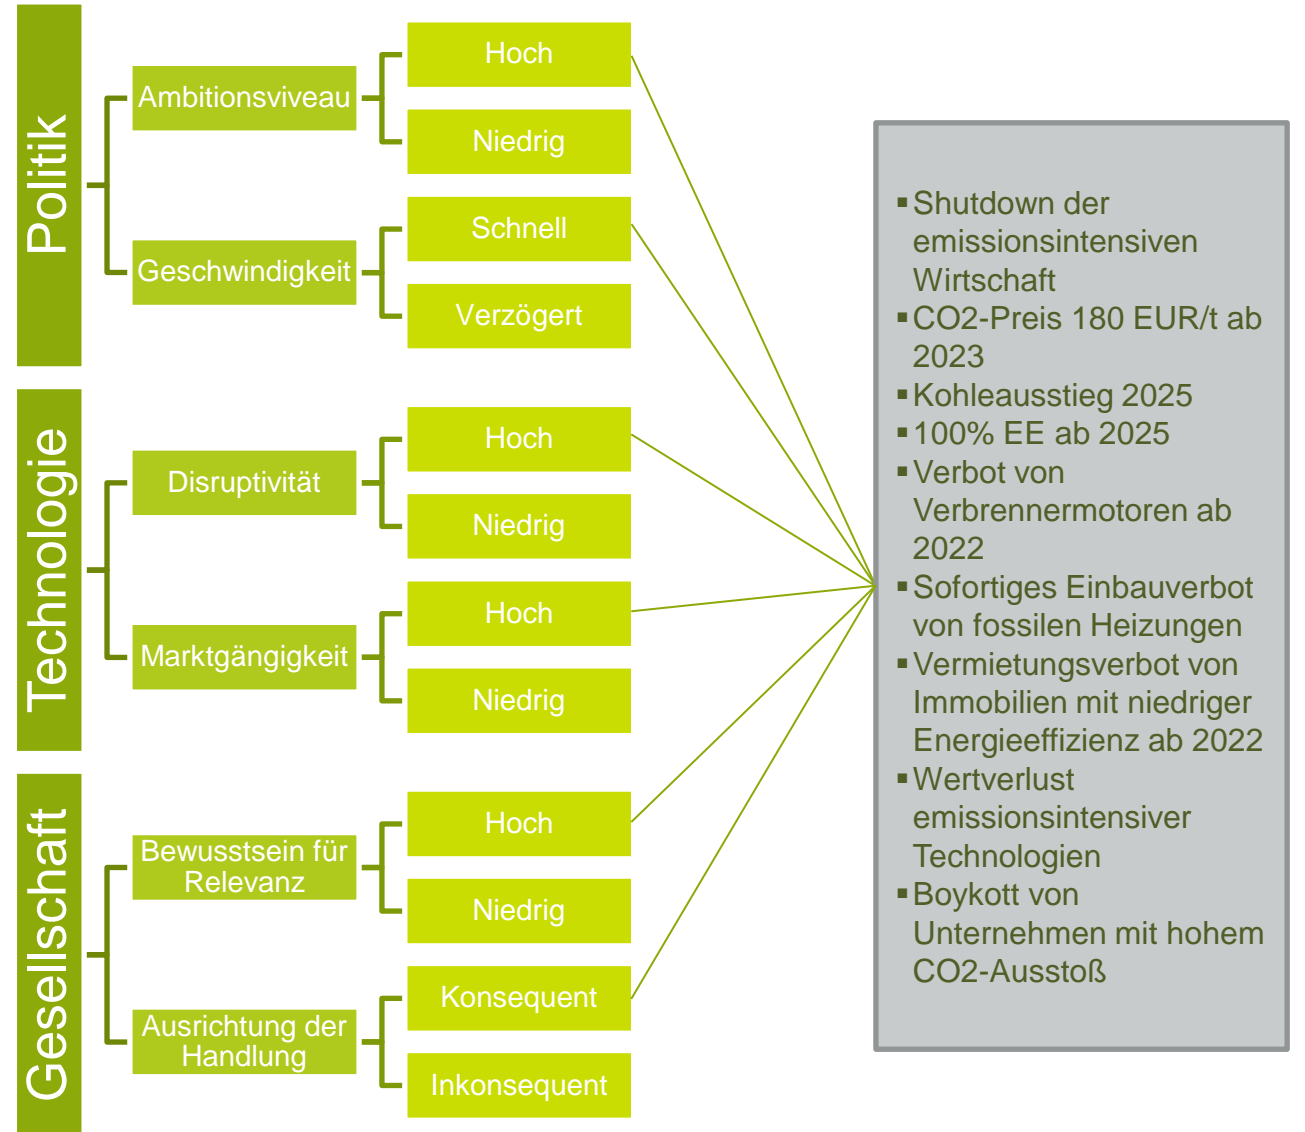 Politik
Ambitionsviveau
Hoch
Niedrig
Geschwindigkeit
Schnell
Verzögert
Technologie
Disruptivität
Hoch
Niedrig
Marktgängigkeit
Hoch
Niedrig
Gesellschaft
Bewusstsein für
Relevanz
Hoch
Niedrig
Ausrichtung der
Handlung
Konsequent
Inkonsequent
▪Shutdown der
emissionsintensiven
Wirtschaft
▪CO2-Preis 180 EUR/t ab
2023
▪Kohleausstieg 2025
▪100% EE ab 2025
▪Verbot von
Verbrennermotoren ab
2022
▪Sofortiges Einbauverbot
von fossilen Heizungen
▪Vermietungsverbot von
Immobilien mit niedriger
Energieeffizienz ab 2022
▪Wertverlust
emissionsintensiver
Technologien
▪Boykott von
Unternehmen mit hohem
CO2-Ausstoß